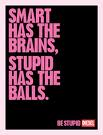 SMART
HAS THE
BRAINS,
STUPID
HAS THE
BALLS.
BE STUPID DIESEL